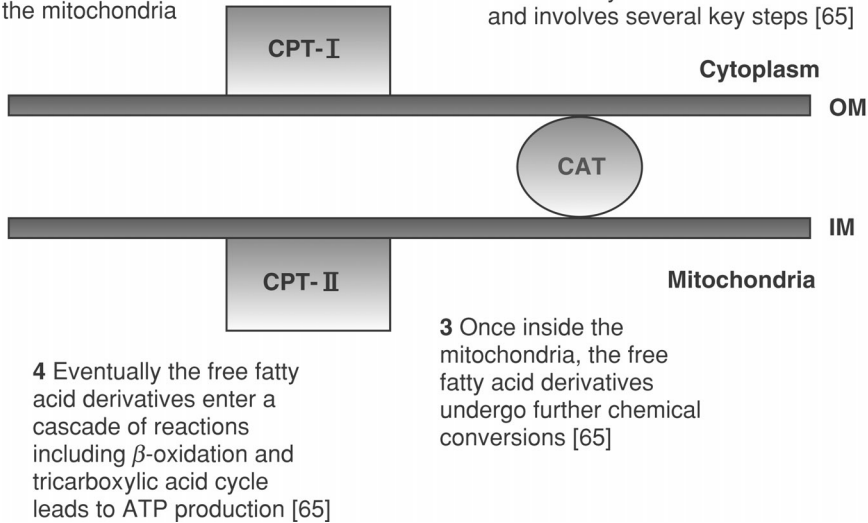 the mitochondria
and involves several key steps [65]
CPT-I
Cytoplasm
OM
CAT
IM
CPT-II
Mitochondria
3 Once inside the
mitochondria, the free
fatty acid derivatives
undergo further chemical
conversions [65]
4 Eventually the free fatty
acid derivatives enter a
cascade of reactions
including β-oxidation and
tricarboxylic acid cycle
leads to ATP production [65]